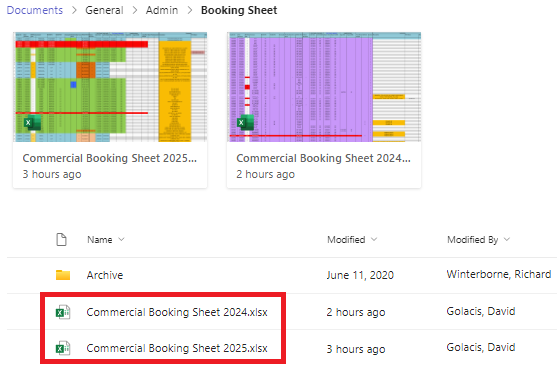 Documents > General > Admin > Booking Sheet
Commercial Booking Sheet 2025...
3 hours ago
Commercial Booking Sheet 2024...
2 hours ago
Name
Modified
Modified By
Archive
June 11, 2020
Winterborne, Richard
Commercial Booking Sheet 2024.xlsx
2 hours ago
Golacis, David
Commercial Booking Sheet 2025.xlsx
3 hours ago
Golacis, David